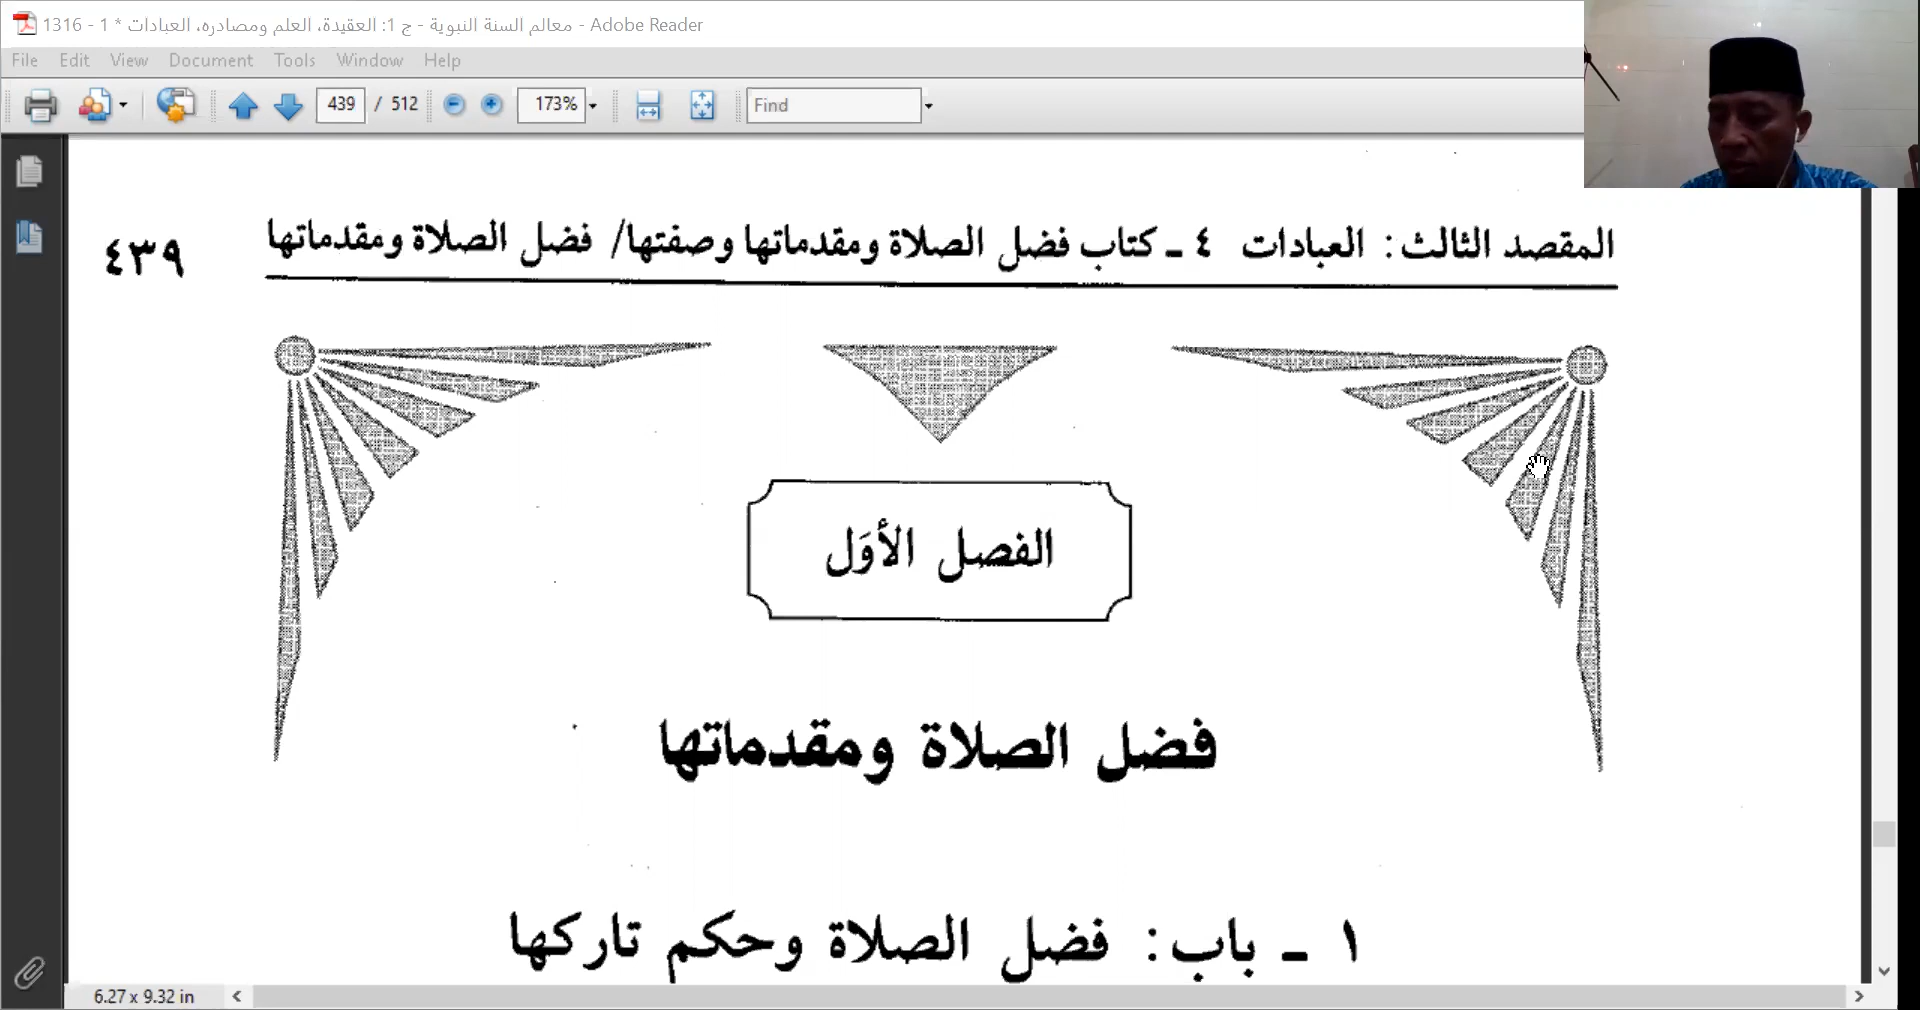 معالم السنة النبوية - ج 1: العقيدة، العلم ومصادره، العبادات * 1 - 1316 - Adobe Reader
File Edit View Document Tools Window Help
439 / 512 173% Find
المقصد الثالث: العبادات ٤ ـ كتاب فضل الصلاة ومقدماتها وصفتها/ فضل الصلاة ومقدماتها ٤٣٩
الفصل الأوَل
فضل الصلاة ومقدماتها
١ ـ باب: فضل الصلاة وحكم تاركها
6.27 x 9.32 in